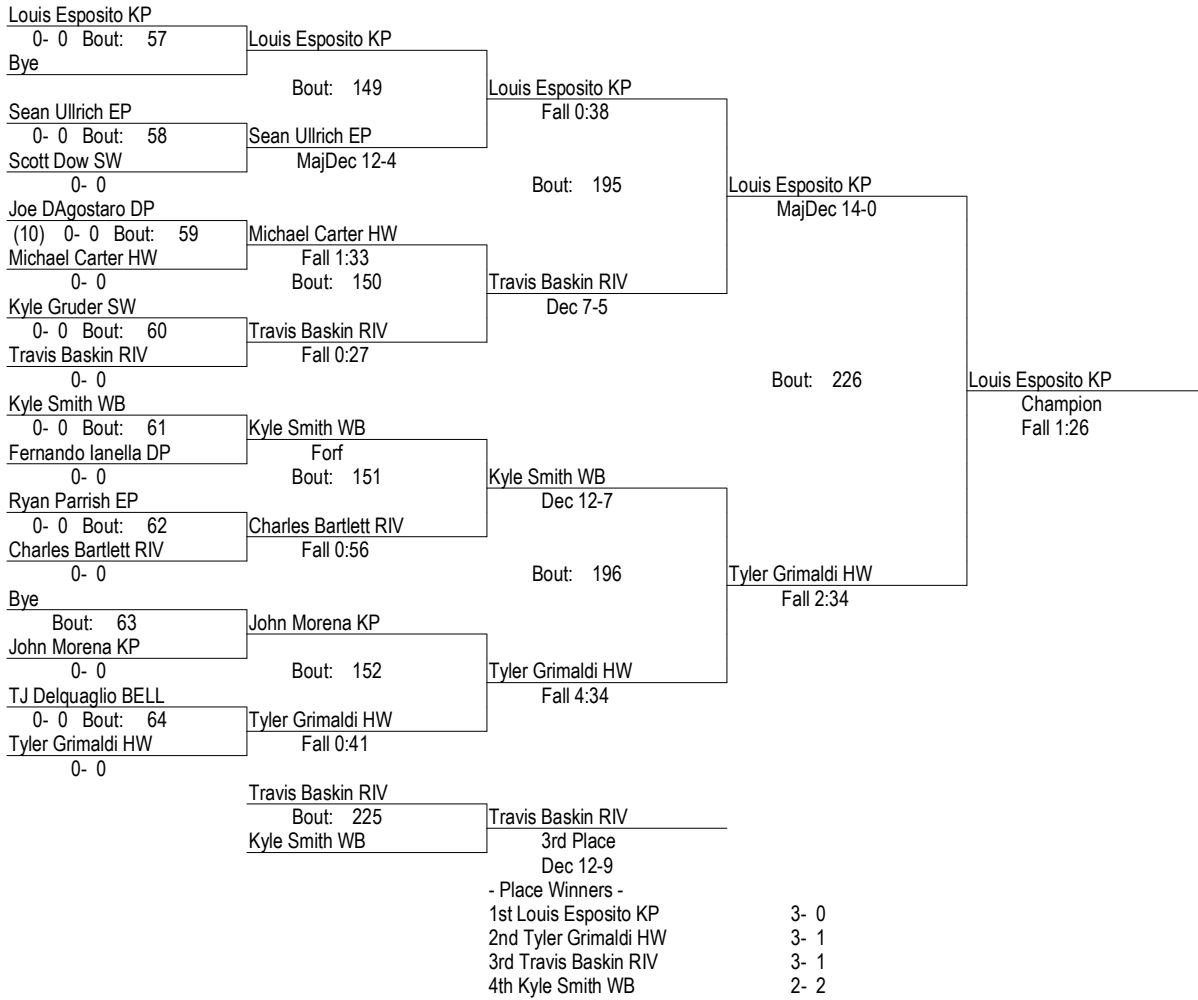 Louis Esposito KP
0- 0 Bout: 57
Bye
Louis Esposito KP
Bout: 149
Sean Ullrich EP
0- 0 Bout: 58
Scott Dow SW
0- 0
Sean Ullrich EP
MajDec 12-4
Louis Esposito KP
Fall 0:38
Bout: 195
Joe DAgostaro DP
(10) 0- 0 Bout: 59
Michael Carter HW
0- 0
Michael Carter HW
Fall 1:33
Bout: 150
Kyle Gruder SW
0- 0 Bout: 60
Travis Baskin RIV
0- 0
Travis Baskin RIV
Fall 0:27
Travis Baskin RIV
Dec 7-5
Louis Esposito KP
MajDec 14-0
Bout: 226
Kyle Smith WB
0- 0 Bout: 61
Fernando Ianella DP
0- 0
Kyle Smith WB
Forf
Bout: 151
Ryan Parrish EP
0- 0 Bout: 62
Charles Bartlett RIV
0- 0
Charles Bartlett RIV
Fall 0:56
Kyle Smith WB
Dec 12-7
Bout: 196
Bye
Bout: 63
John Morena KP
0- 0
John Morena KP
Bout: 152
TJ Delquaglio BELL
0- 0 Bout: 64
Tyler Grimaldi HW
0- 0
Tyler Grimaldi HW
Fall 0:41
Tyler Grimaldi HW
Fall 4:34
Tyler Grimaldi HW
Fall 2:34
Louis Esposito KP
Champion
Fall 1:26
Travis Baskin RIV
Bout: 225
Kyle Smith WB
Travis Baskin RIV
3rd Place
Dec 12-9
- Place Winners -
1st Louis Esposito KP 3- 0
2nd Tyler Grimaldi HW 3- 1
3rd Travis Baskin RIV 3- 1
4th Kyle Smith WB 2- 2